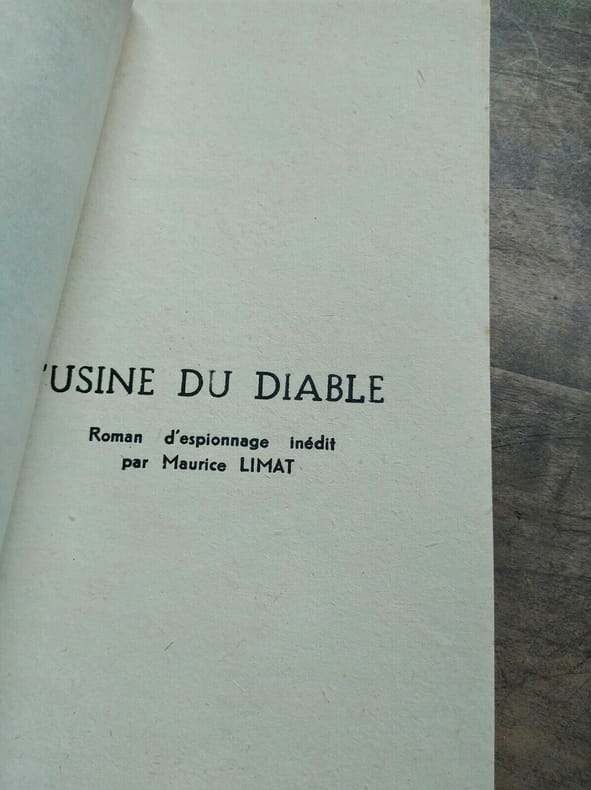 'USINE DU DIABLE
Roman d'espionnage inédit
par Maurice LIMAT